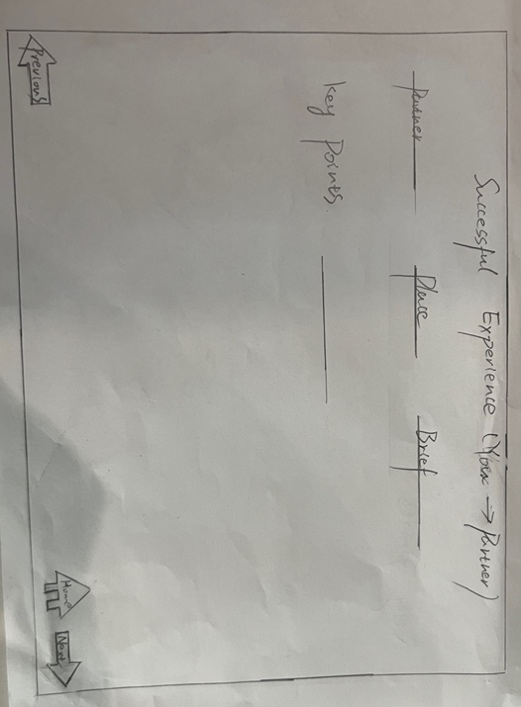 Successful Experience (You → Partner)
Partner Place Brief
key points.
Previous Home Next